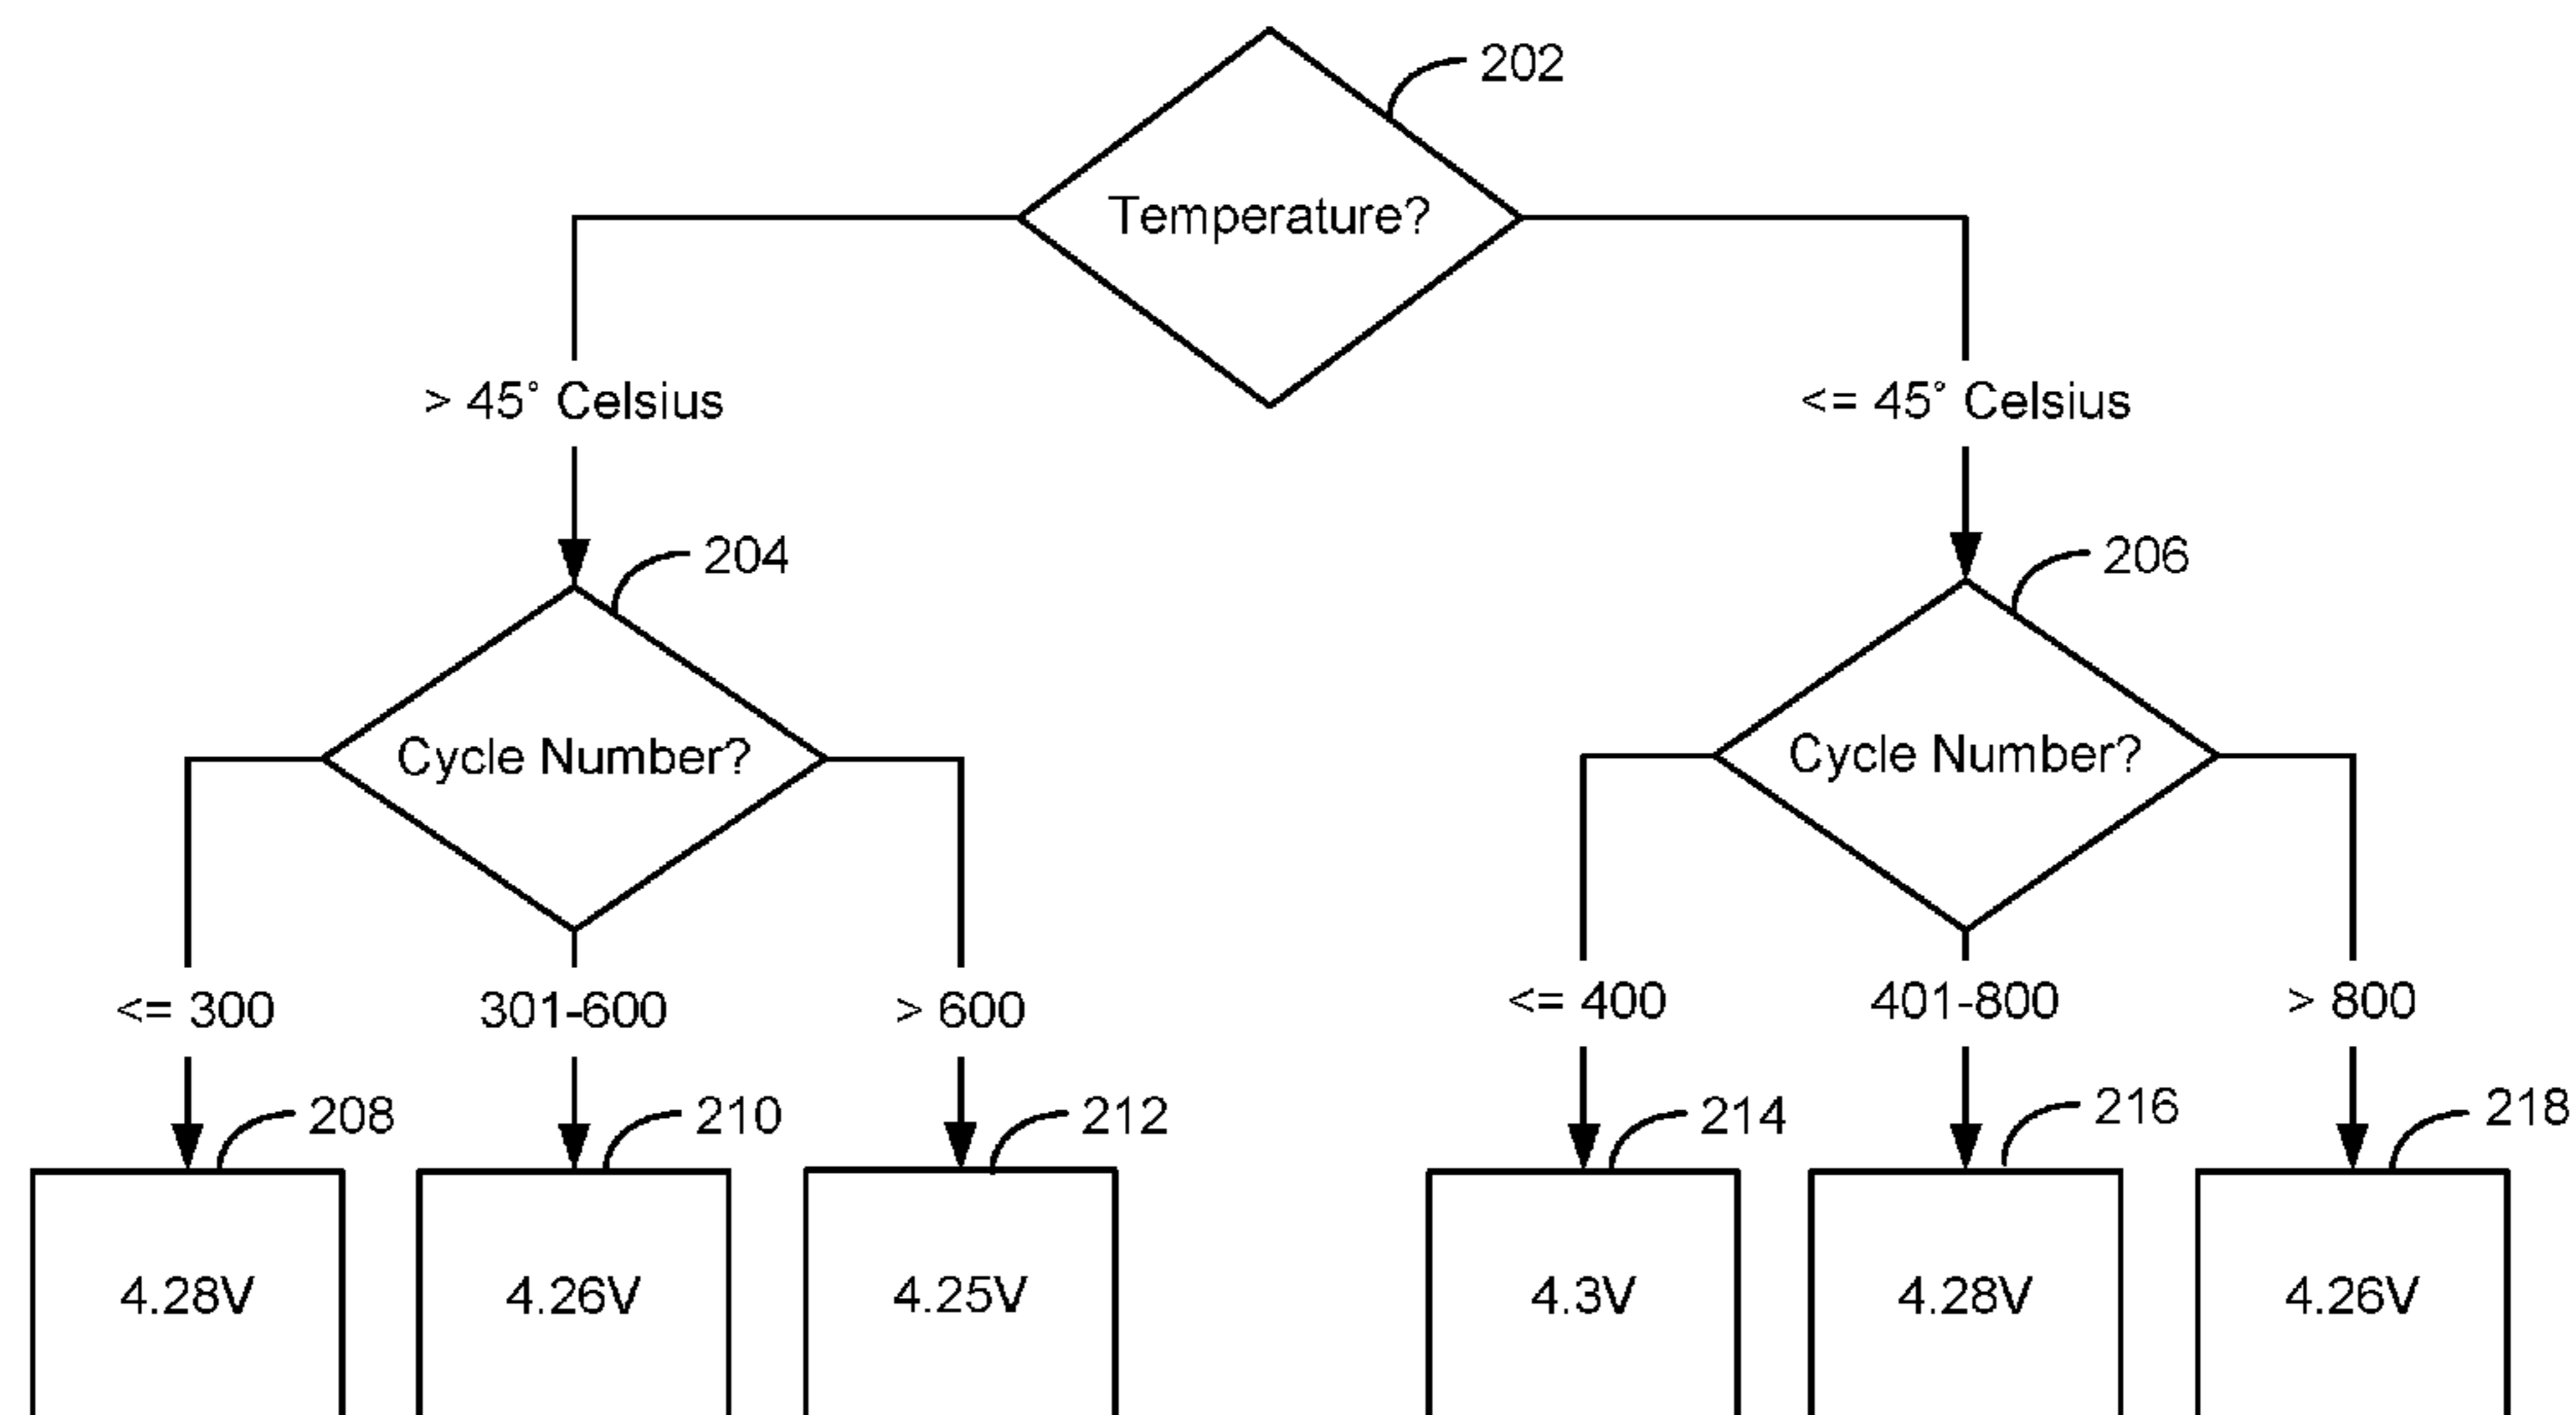 202
Temperature?
> 45° Celsius
<= 45° Celsius
204
206
Cycle Number?
Cycle Number?
<= 300
301-600
> 600
<= 400
401-800
> 800
208
210
212
214
216
218
4.28V
4.26V
4.25V
4.3V
4.28V
4.26V